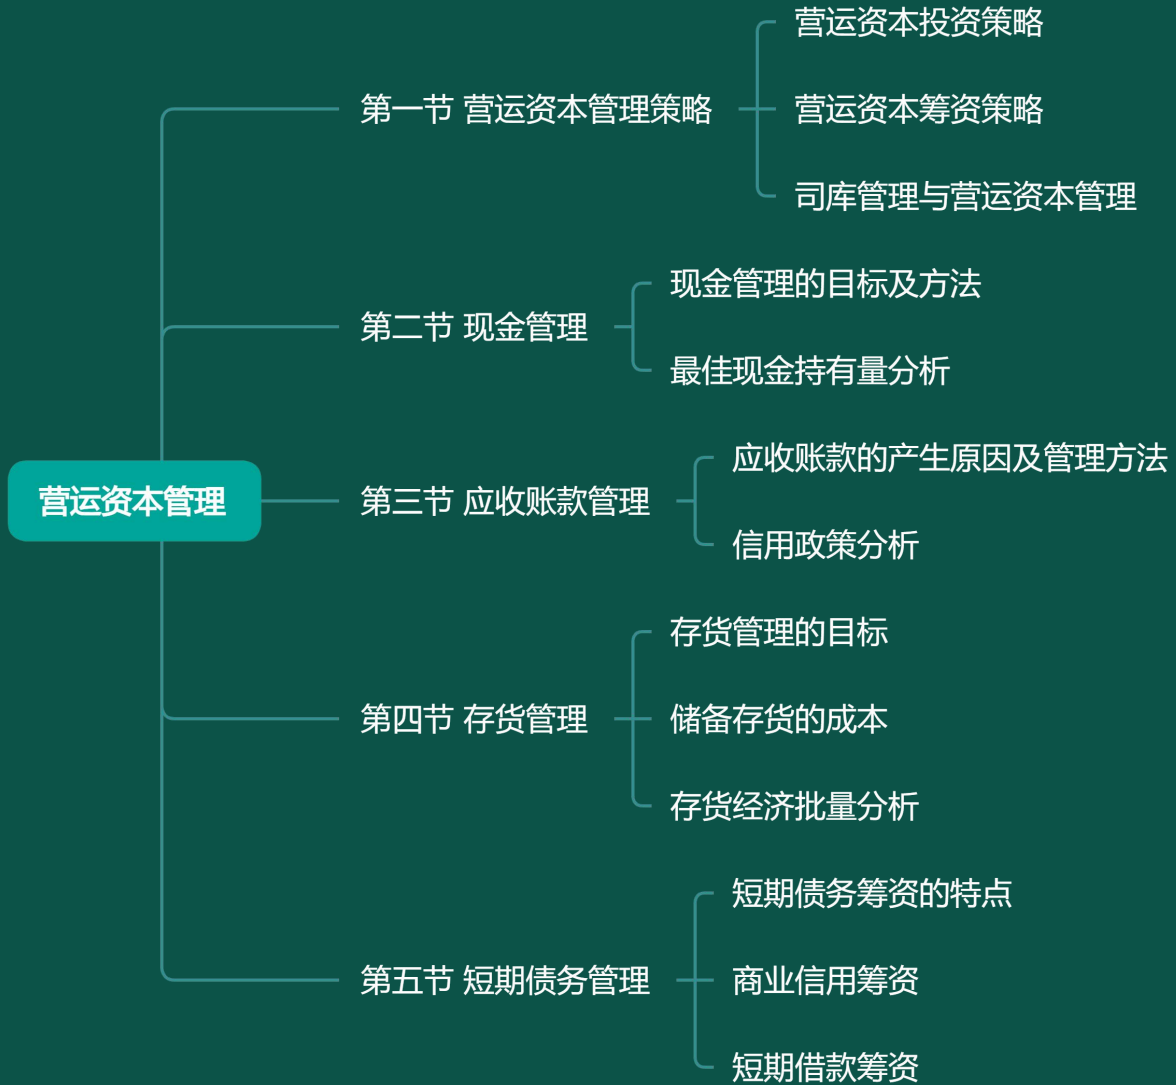 营运资本管理
第一节 营运资本管理策略
营运资本投资策略
营运资本筹资策略
司库管理与营运资本管理
第二节 现金管理
现金管理的目标及方法
最佳现金持有量分析
第三节 应收账款管理
应收账款的产生原因及管理方法
信用政策分析
第四节 存货管理
存货管理的目标
储备存货的成本
存货经济批量分析
第五节 短期债务管理
短期债务筹资的特点
商业信用筹资
短期借款筹资